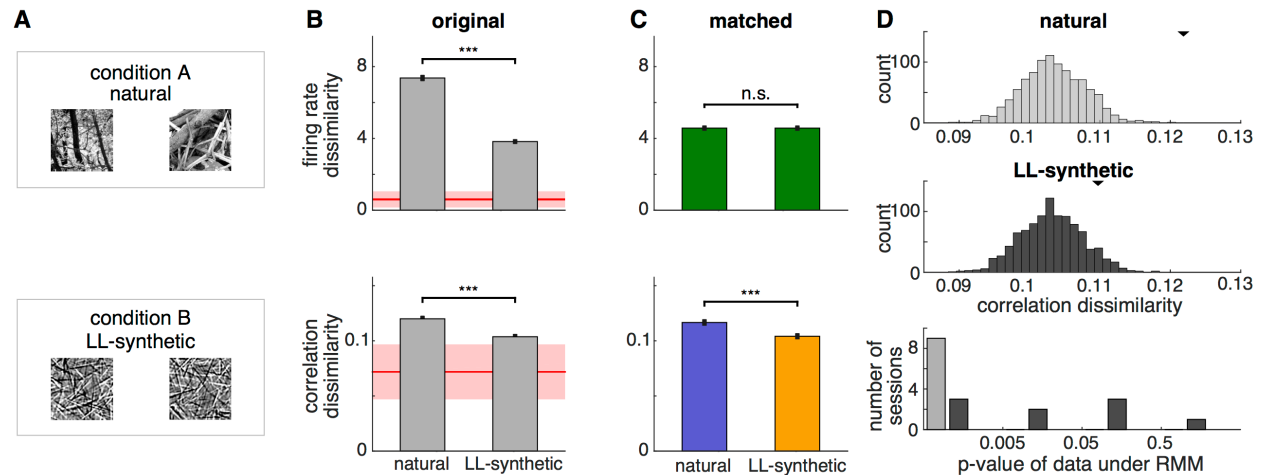 A
condition A
natural
condition B
LL-synthetic
B
original
firing rate
dissimilarity
8
4
0
***
correlation
dissimilarity
0.1
0
***
natural LL-synthetic
C
matched
8
4
0
n.s.
0.1
0
***
natural LL-synthetic
D
natural
count
100
0
0.09 0.1 0.11 0.12 0.13
LL-synthetic
count
100
0
0.09 0.1 0.11 0.12 0.13
correlation dissimilarity
number of
sessions
8
4
0
0.005 0.05 0.5
p-value of data under RMM